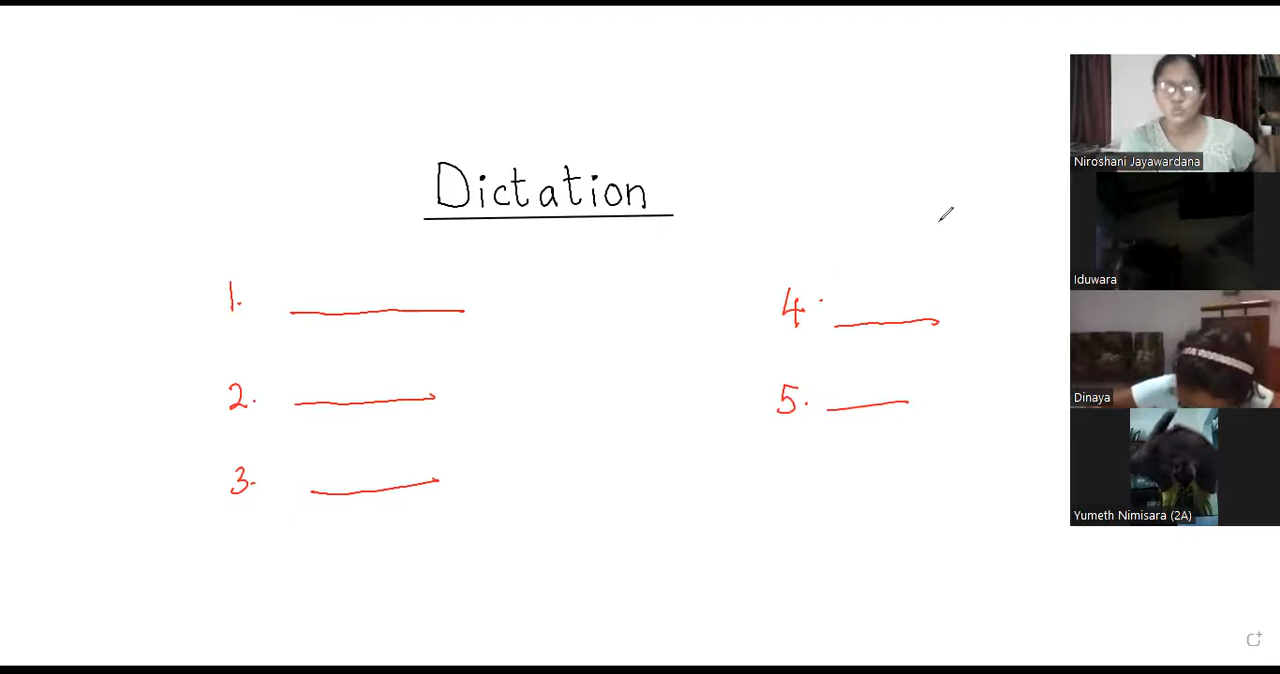 Dictation
1.
2.
3.
4.
5.
Niroshani Jayawardana
Iduwara
Dinaya
Yumeth Nimisara (2A)